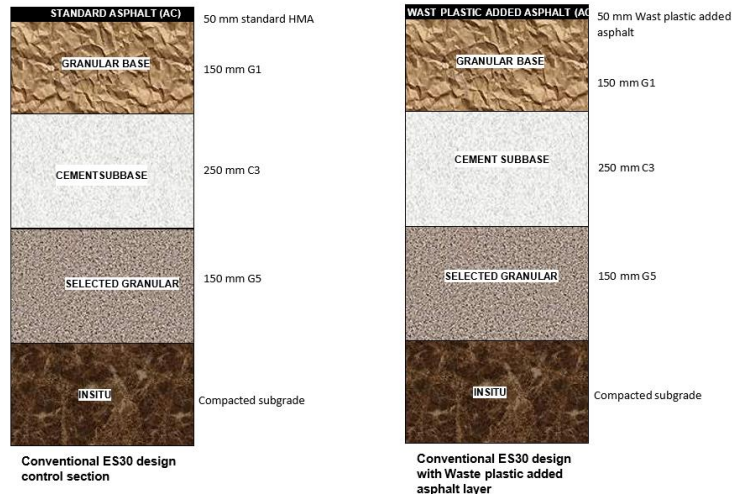 STANDARD ASPHALT (AC)
50 mm standard HMA
GRANULAR BASE
150 mm G1
CEMENT SUBBASE
250 mm C3
SELECTED GRANULAR
150 mm G5
INSITU
Compacted subgrade
Conventional ES30 design
control section
WAST PLASTIC ADDED ASPHALT (AC
50 mm Wast plastic added
asphalt
GRANULAR BASE
150 mm G1
CEMENT SUBBASE
250 mm C3
SELECTED GRANULAR
150 mm G5
INSITU
Compacted subgrade
Conventional ES30 design
with Waste plastic added
asphalt layer